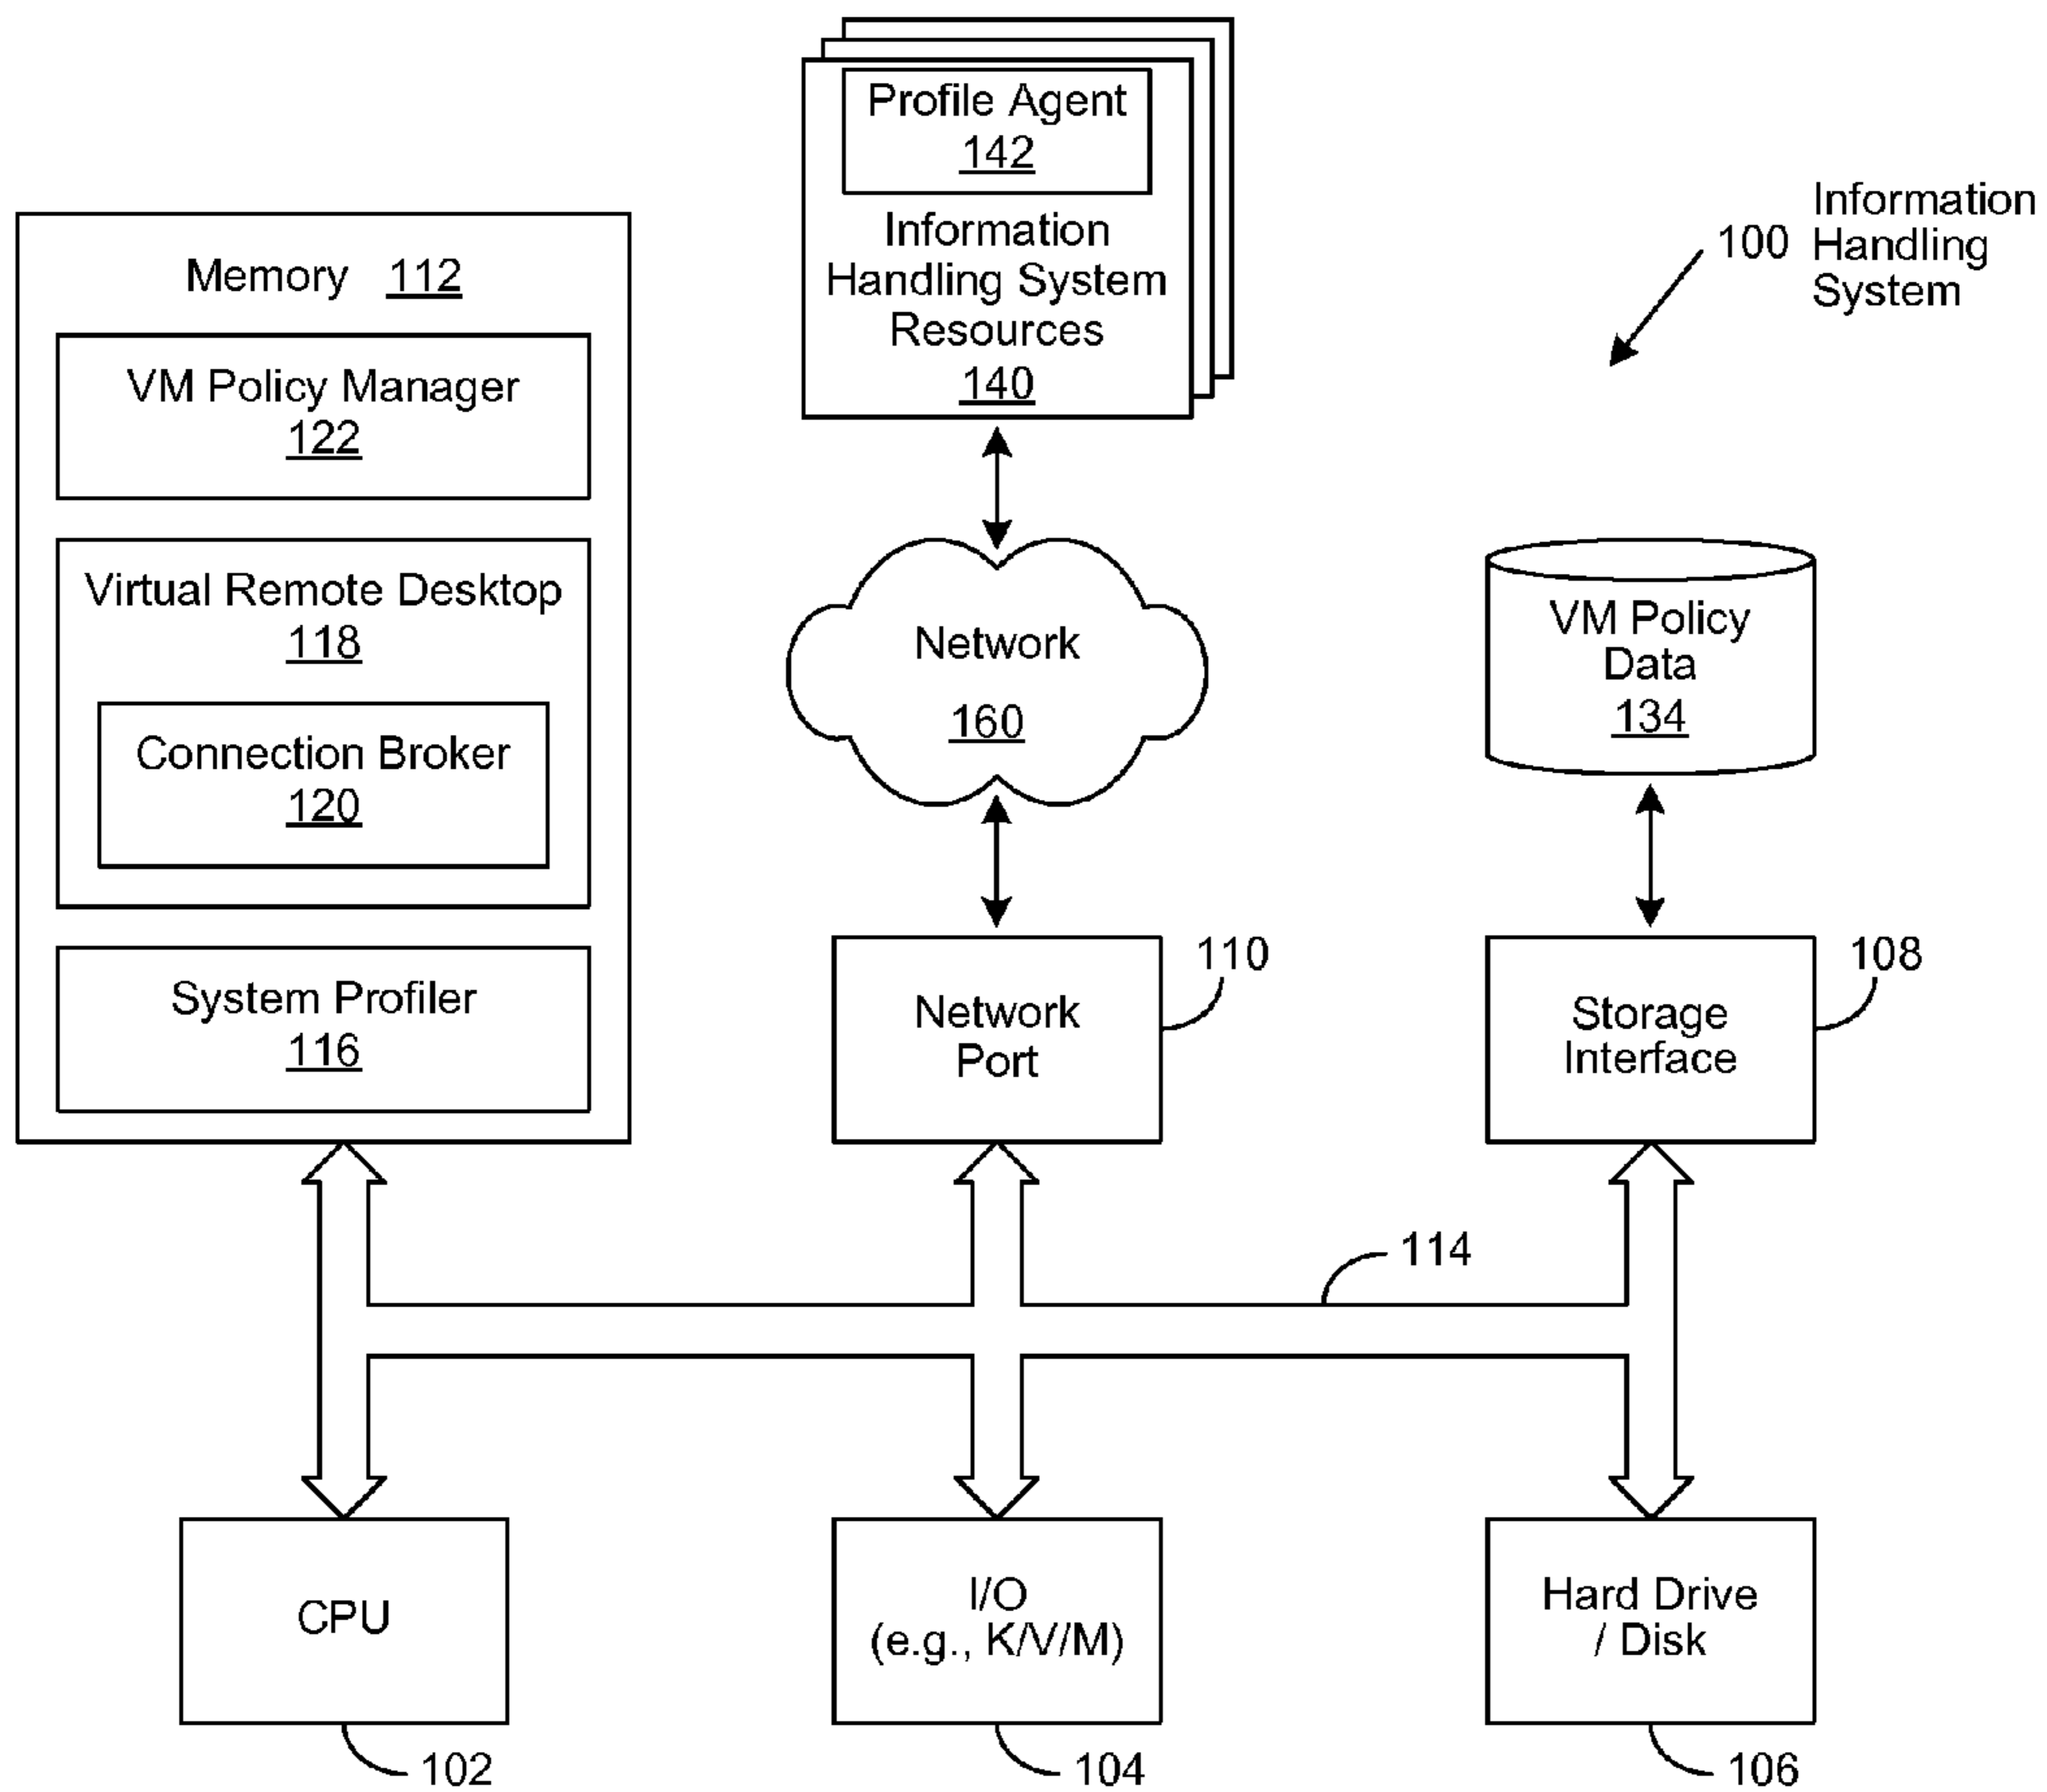 Profile Agent
142
Information
Handling System
Resources
140
100
Information
Handling
System
Memory 112
VM Policy Manager
122
Virtual Remote Desktop
118
Connection Broker
120
System Profiler
116
Network
160
VM Policy
Data
134
Network
Port
110
Storage
Interface
108
114
CPU
102
I/O
(e.g., K/V/M)
104
Hard Drive
/ Disk
106